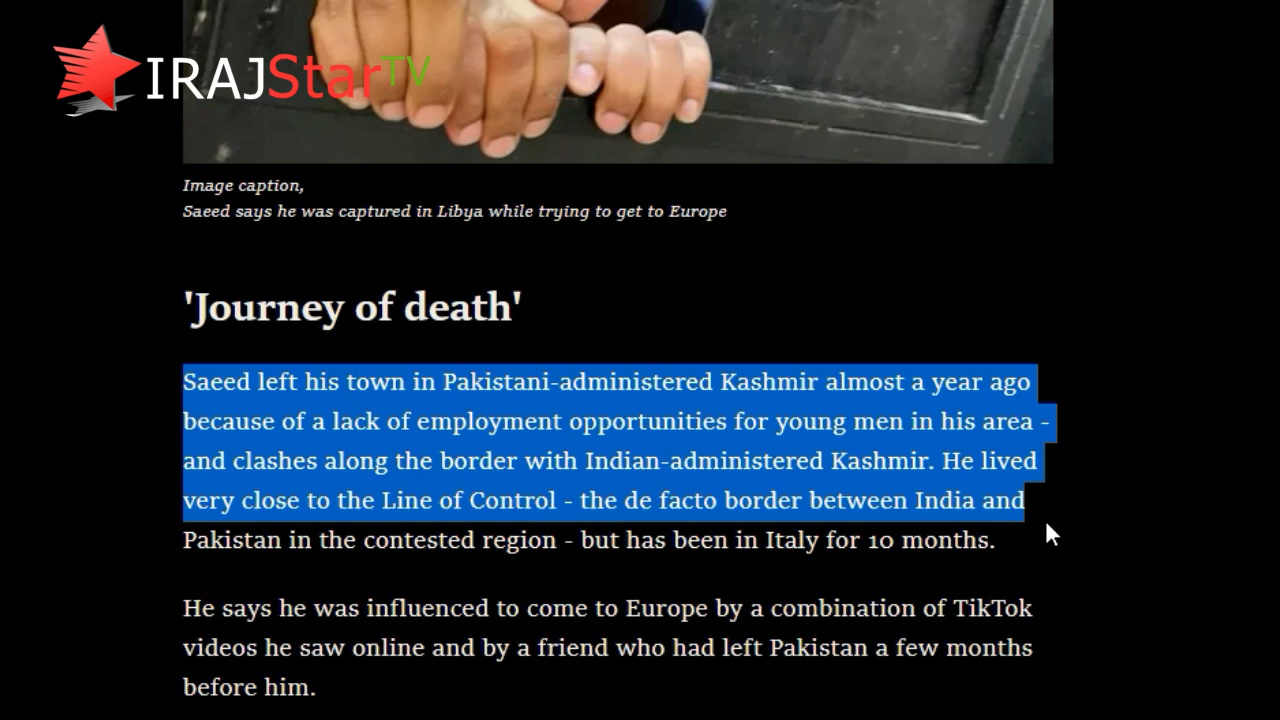 IRAJStarTV
Image caption,
Saeed says he was captured in Libya while trying to get to Europe
'Journey of death'
Saeed left his town in Pakistani-administered Kashmir almost a year ago
because of a lack of employment opportunities for young men in his area -
and clashes along the border with Indian-administered Kashmir. He lived
very close to the Line of Control - the de facto border between India and
Pakistan in the contested region - but has been in Italy for 10 months.
He says he was influenced to come to Europe by a combination of TikTok
videos he saw online and by a friend who had left Pakistan a few months
before him.